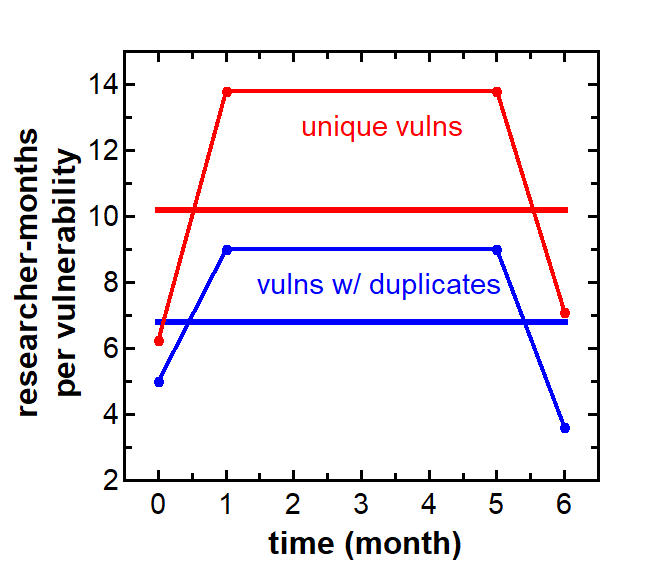 researcher-months
per vulnerability
14
12
10
8
6
4
2
unique vulns
vulns w/ duplicates
0 1 2 3 4 5 6
time (month)